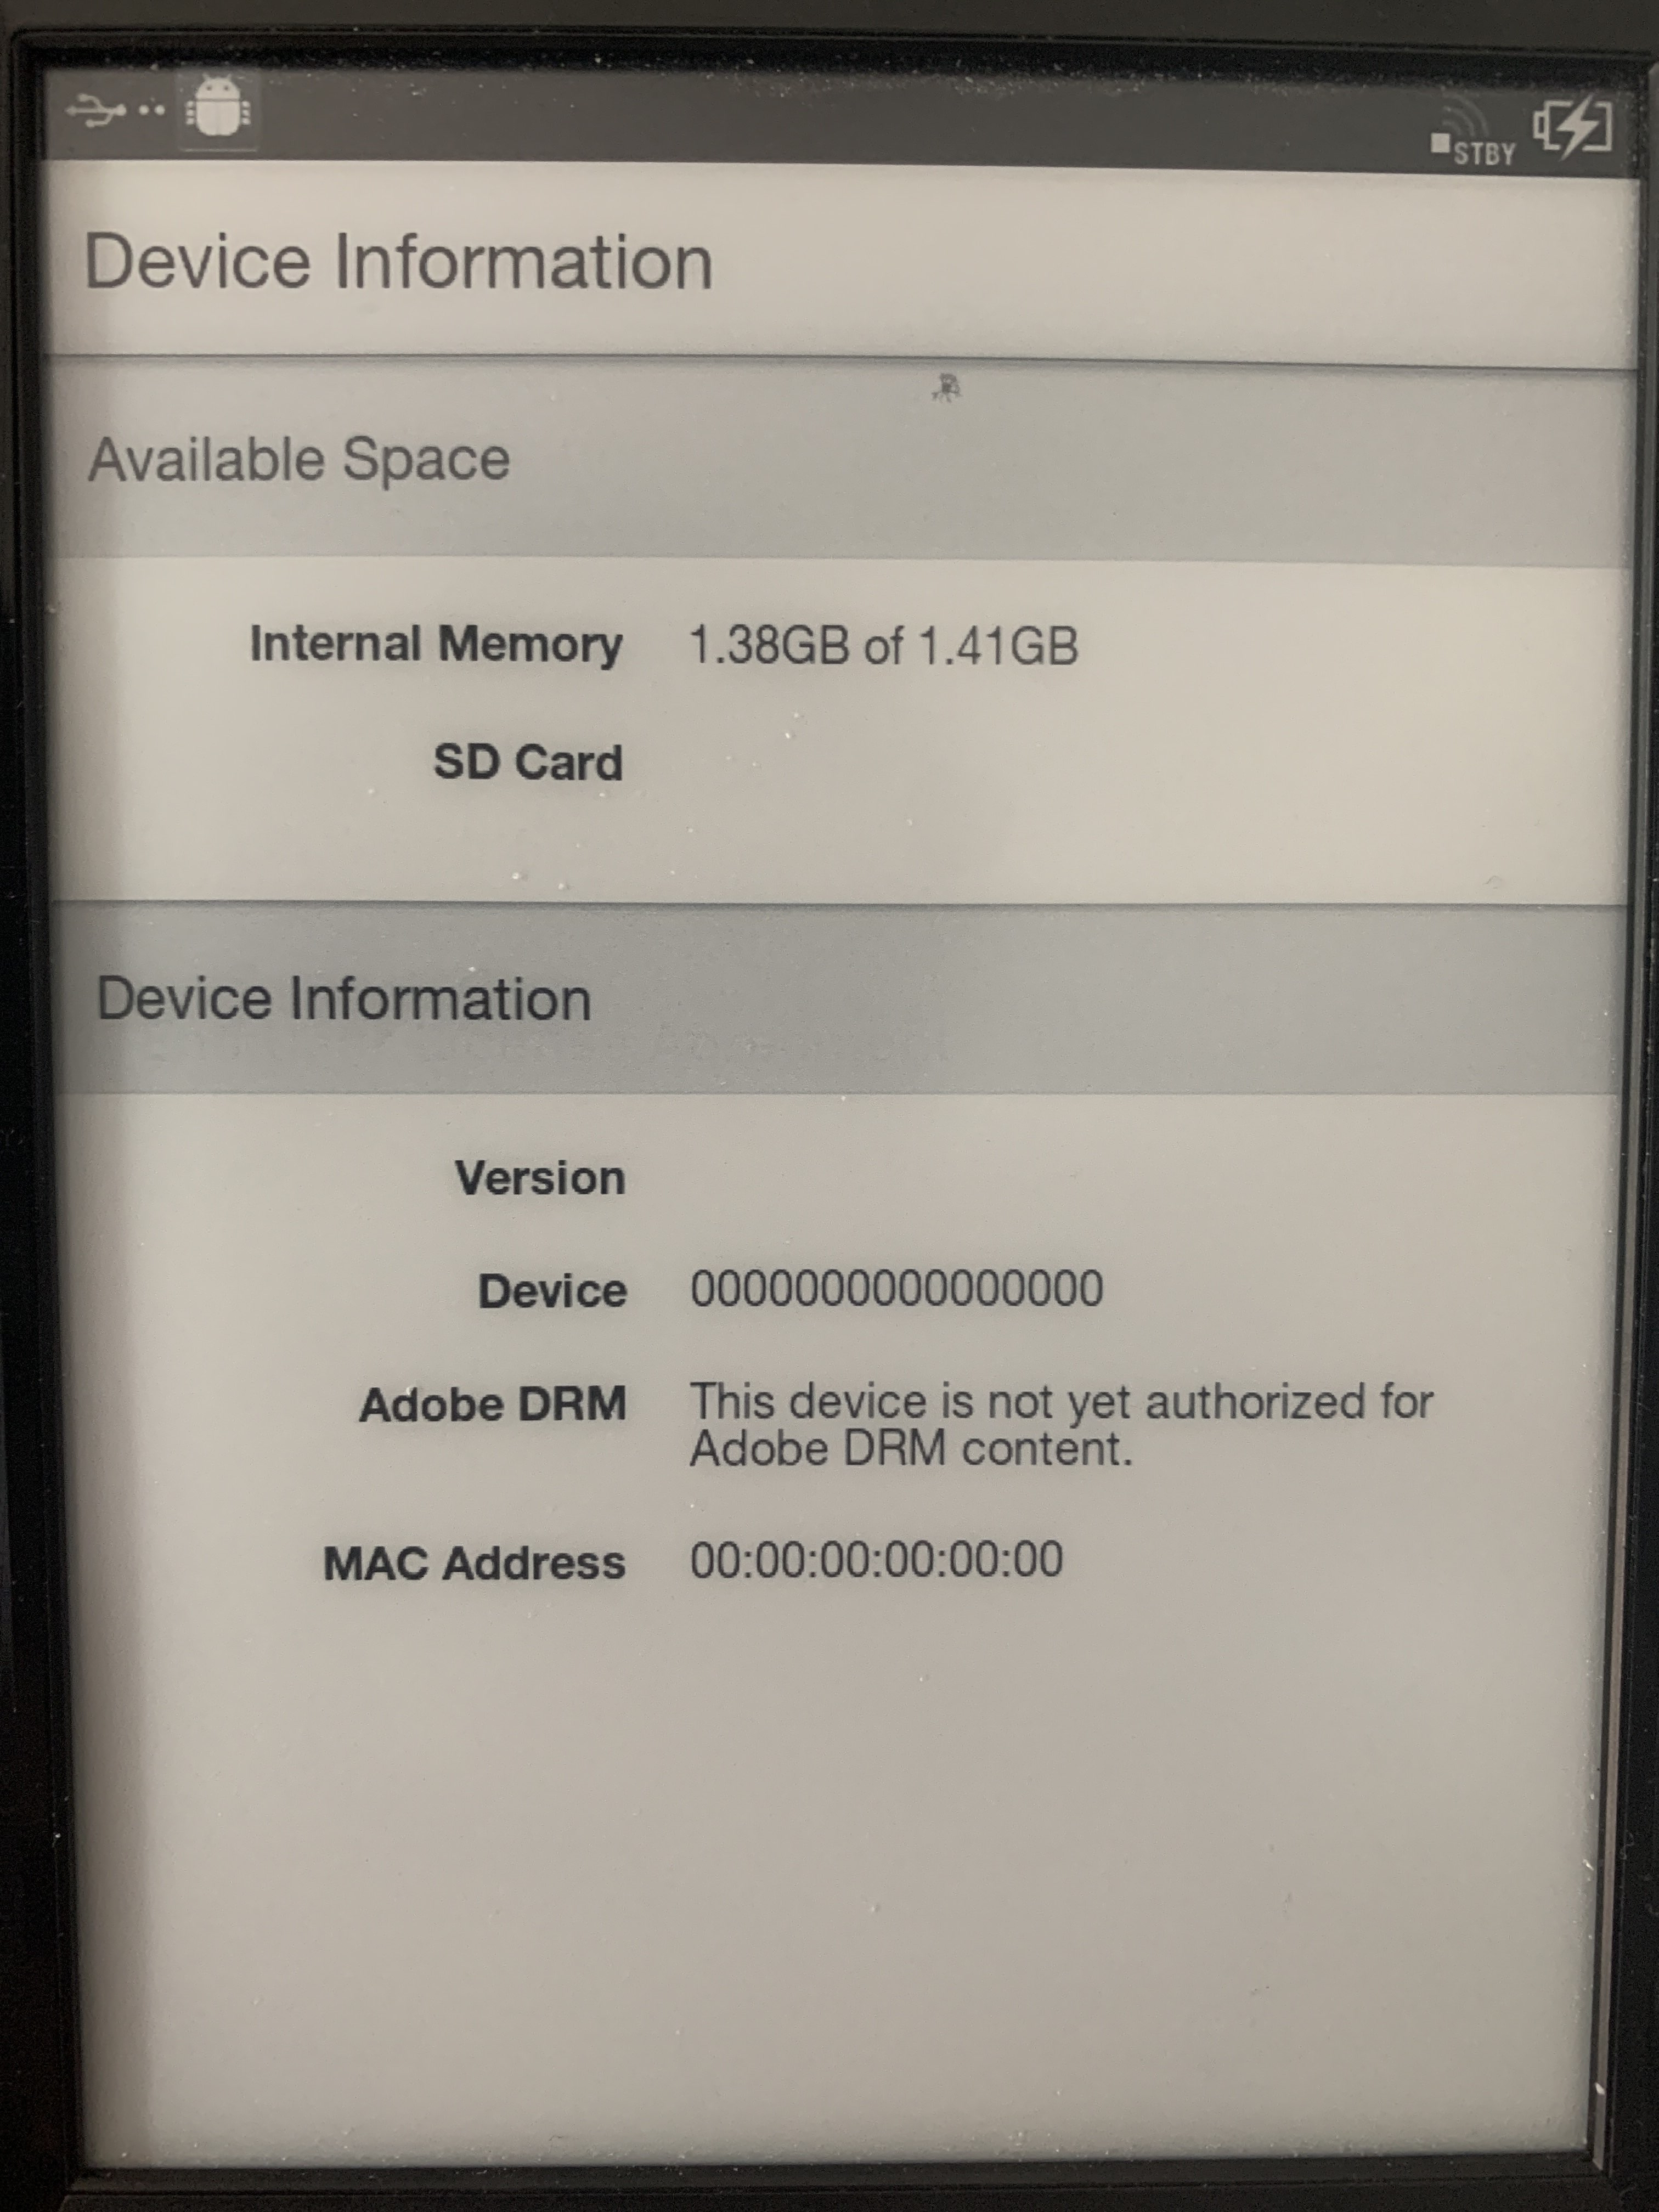 STBY
Device Information
Available Space
Internal Memory 1.38GB of 1.41GB
SD Card
Device Information
Version
Device 0000000000000000
Adobe DRM This device is not yet authorized for
Adobe DRM content.
MAC Address 00:00:00:00:00:00